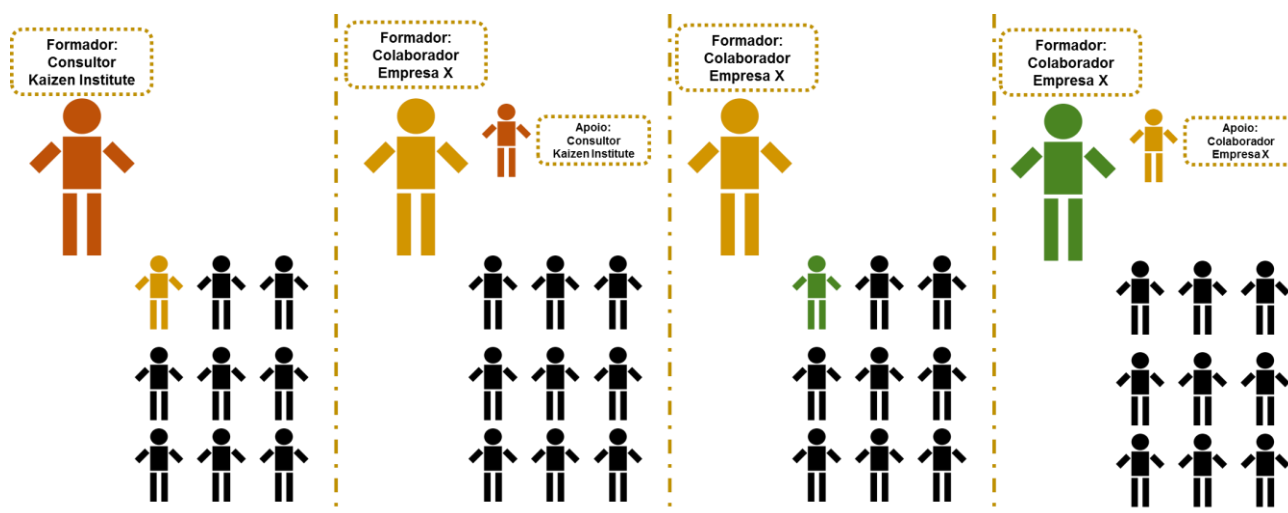 Formador:
Consultor
Kaizen Institute
Formador:
Colaborador
Empresa X
Apoio:
Consultor
Kaizen Institute
Formador:
Colaborador
Empresa X
Formador:
Colaborador
Empresa X
Apoio:
Colaborador
Empresa X